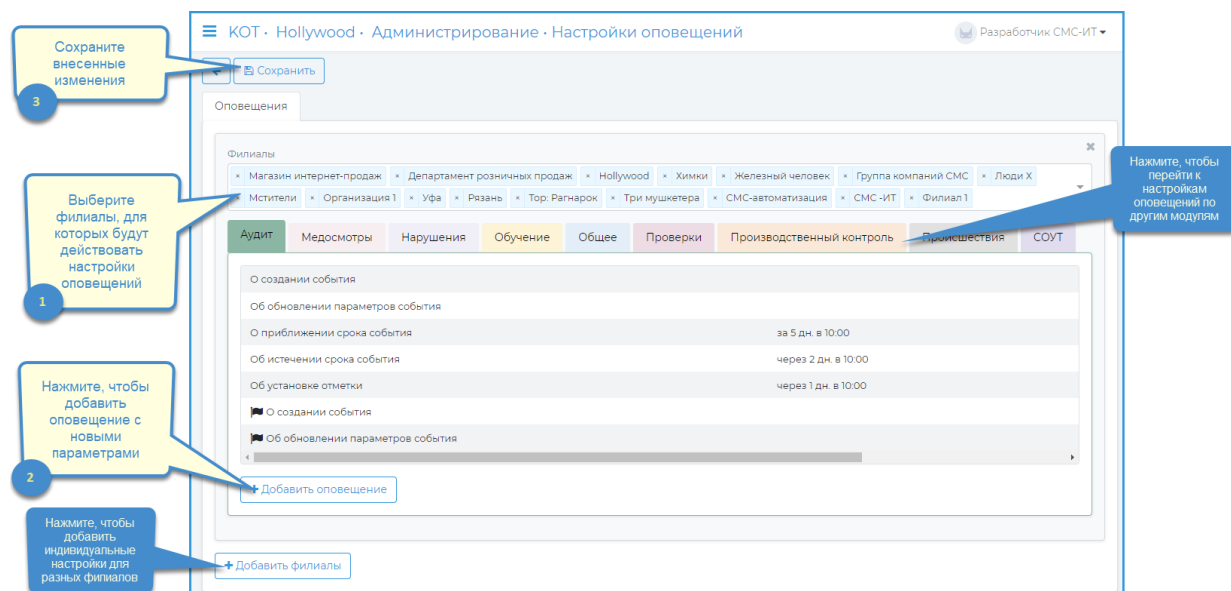 КОТ · Hollywood · Администрирование · Настройки оповещений
Разработчик СМС-ИТ
Сохранить
Оповещения
Филиалы
× Магазин интернет-продаж × Департамент розничных продаж × Hollywood × Химки × Железный человек × Группа компаний СМС × Люди Х
× Мстители × Организация 1 × Уфа × Рязань × Тор: Рагнарок × Три мушкетера × СМС-автоматизация × СМС -ИТ × Филиал 1
Аудит Медосмотры Нарушения Обучение Общее Проверки Производственный контроль Происшествия СОУТ
О создании события
Об обновлении параметров события
О приближении срока события за 5 дн. в 10:00
Об истечении срока события через 2 дн. в 10:00
Об установке отметки через 1 дн. в 10:00
О создании события
Об обновлении параметров события
+ Добавить оповещение
+ Добавить филиалы
Сохраните
внесенные
изменения
3
Выберите
филиалы, для
которых будут
действовать
настройки
оповещений
1
Нажмите, чтобы
добавить
оповещение с
новыми
параметрами
2
Нажмите, чтобы
добавить
индивидуальные
настройки для
разных филиалов
Нажмите, чтобы
перейти к
настройкам
оповещений по
другим модулям